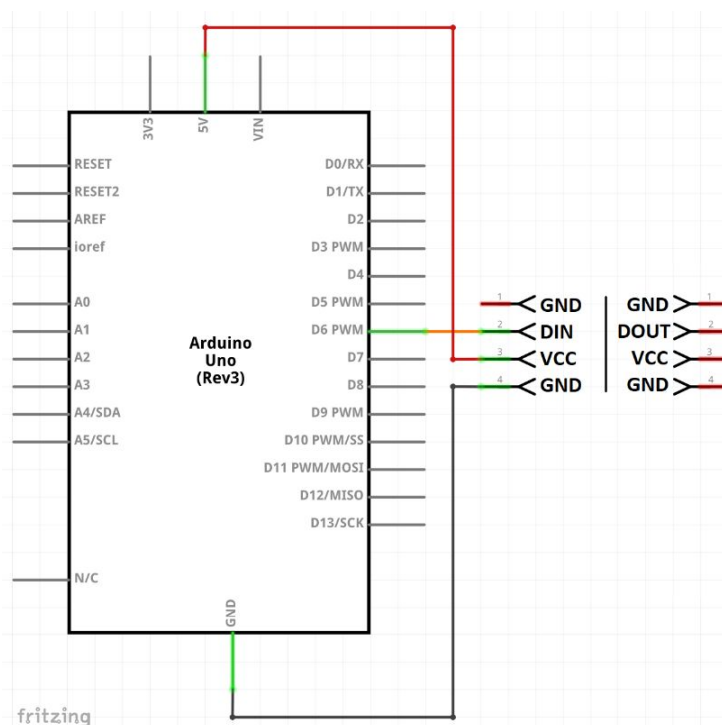 3V3
5V
VIN
RESET
RESET2
AREF
ioref
A0
A1
A2
A3
A4/SDA
A5/SCL
N/C
Arduino
Uno
(Rev3)
D0/RX
D1/TX
D2
D3 PWM
D4
D5 PWM
D6 PWM
D7
D8
D9 PWM
D10 PWM/SS
D11 PWM/MOSI
D12/MISO
D13/SCK
GND
1 GND
2 DIN
3 VCC
4 GND
GND 1
DOUT 2
VCC 3
GND 4
fritzing